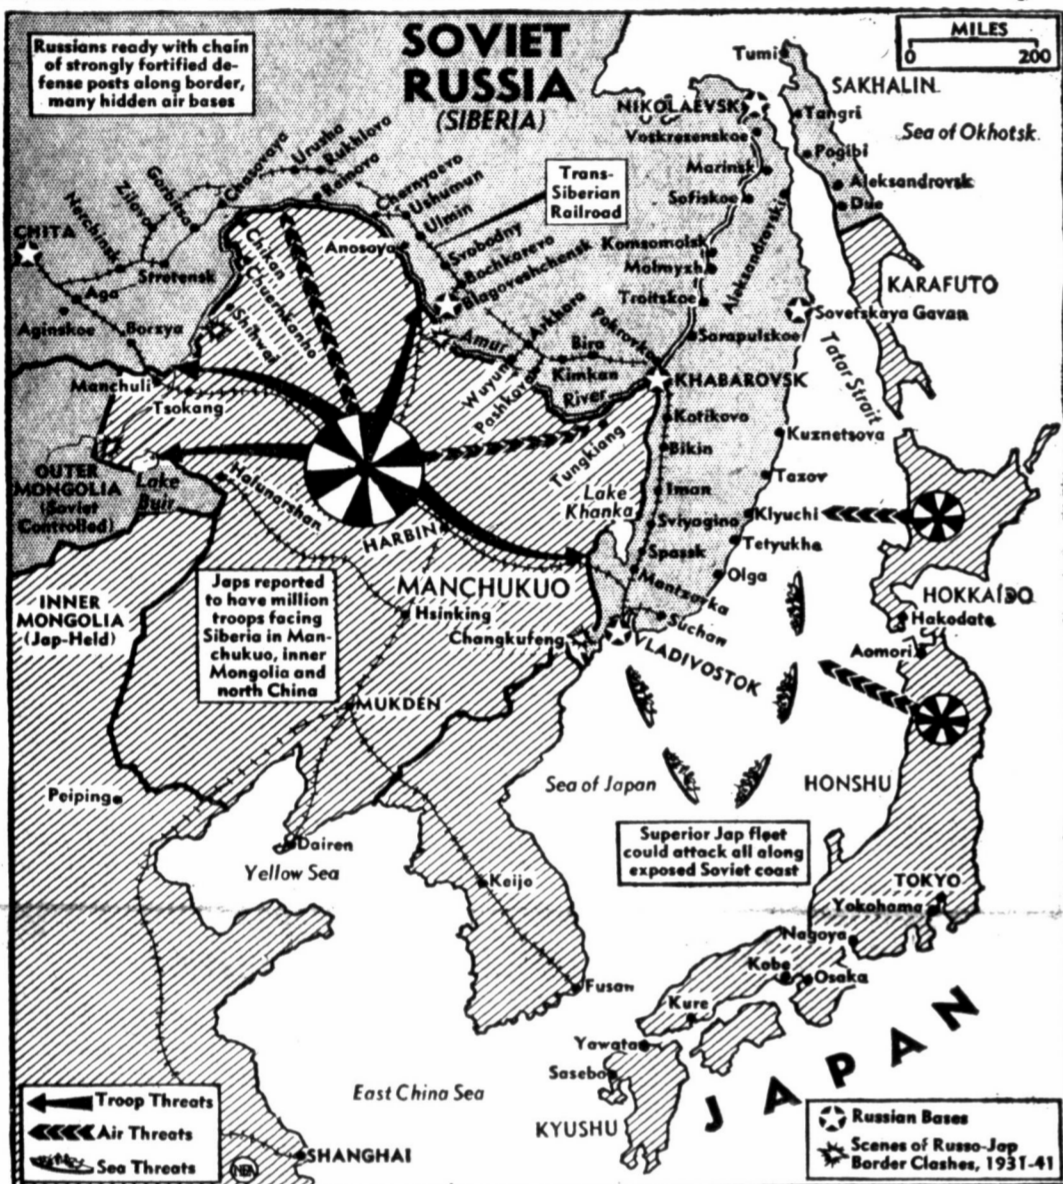 Russians ready with chain
of strongly fortified de-
fense posts along border,
many hidden air bases
SOVIET
RUSSIA
(SIBERIA)
MILES
0 200
Tumi
SAKHALIN
NIKOLAEVSK
Tangri
Sea of Okhotsk
Voskresenskoe
Pogibi
Marinsk
Aleksandrovsk
Sofiskoe
Due
Trans-
Siberian
Railroad
Urusha
Rukhlovo
Chasovaya
Rainovo
Chernyaevo
Ushumun
Ulmin
Gorbitsa
Zilovo
Nerchinsk
CHITA
Stretensk
Anosoya
Svobodny
Bochkarevo
Blagoveshchensk
Komsomolsk
Molmyzh
Aleksandrovski
KARAFUTO
Aga
Aginskoe
Borzya
Chikan
Shihwei
Troitskoe
Sovetskaya Gavan
Arkhara
Pokrovka
Sarapulskoe
Tatar Strait
Amur
Bira
Wuyun
Pashkovo
Kimkan
River
KHABAROVSK
Manchuli
Tsokang
Kotikovo
Kuznetsova
Tungkiang
Bikin
OUTER
MONGOLIA
(Soviet
Controlled)
Lake
Buir
Halunarshan
Lake
Khanka
Iman
Tazov
Klyuchi
Sviyagino
HARBIN
Tetyukhe
Spassk
Olga
Mantsorka
HOKKAIDO
Hakodate
INNER
MONGOLIA
(Jap-Held)
Japs reported
to have million
troops facing
Siberia in Man-
chukuo, inner
Mongolia and
north China
MANCHUKUO
Hsinking
Suchan
Changkufeng
VLADIVOSTOK
Aomori
MUKDEN
Sea of Japan
HONSHU
Peiping
Superior Jap fleet
could attack all along
exposed Soviet coast
Dairen
Yellow Sea
Keijo
TOKYO
Yokohama
Nagoya
Kobe
Osaka
Fusan
Kure
Yawata
Sasebo
KYUSHU
JAPAN
East China Sea
SHANGHAI
Troop Threats
Air Threats
Sea Threats
NEA
Russian Bases
Scenes of Russo-Jap
Border Clashes, 1931-41